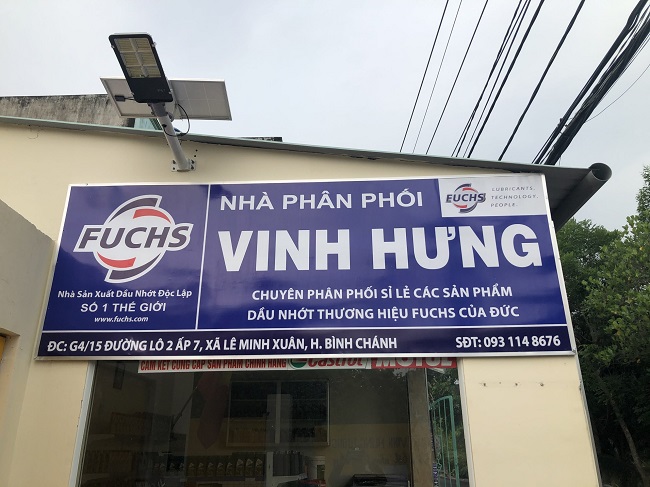 FUCHS
Nhà Sản Xuất Dầu Nhớt Độc Lập
SỐ 1 THẾ GIỚI
www.fuchs.com
NHÀ PHÂN PHỐI
FUCHS
LUBRICANTS.
TECHNOLOGY.
PEOPLE.
VINH HƯNG
CHUYÊN PHÂN PHỐI SỈ LẺ CÁC SẢN PHẨM
DẦU NHỚT THƯƠNG HIỆU FUCHS CỦA ĐỨC
ĐC: G4/15 ĐƯỜNG LÔ 2 ẤP 7, XÃ LÊ MINH XUÂN, H. BÌNH CHÁNH
SĐT: 093 114 8676
CAM KẾT CUNG CẤP SẢN PHẨM CHÍNH HÃNG
Castrol
MOTUL